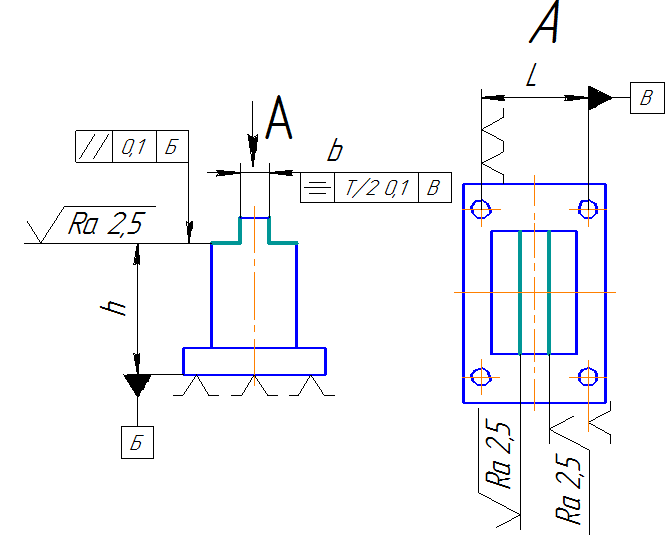 А
L
В
А
b
// 0,1 Б
T/2 0,1 В
Ra 2,5
h
Б
Ra 2,5
Ra 2,5